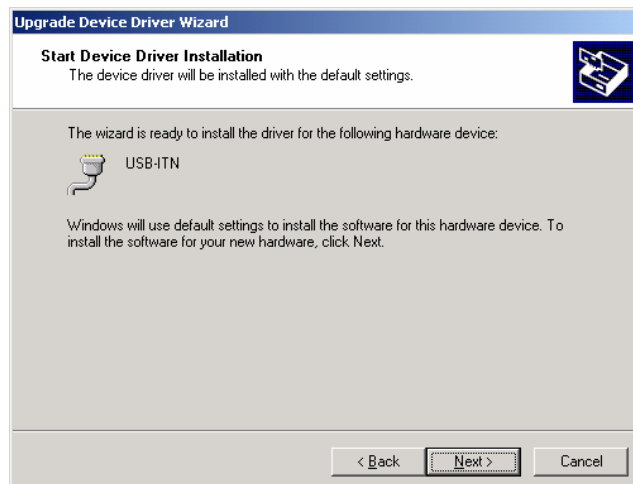 Upgrade Device Driver Wizard
Start Device Driver Installation
The device driver will be installed with the default settings.
The wizard is ready to install the driver for the following hardware device:
USB-ITN
Windows will use default settings to install the software for this hardware device. To
install the software for your new hardware, click Next.
< Back
Next >
Cancel